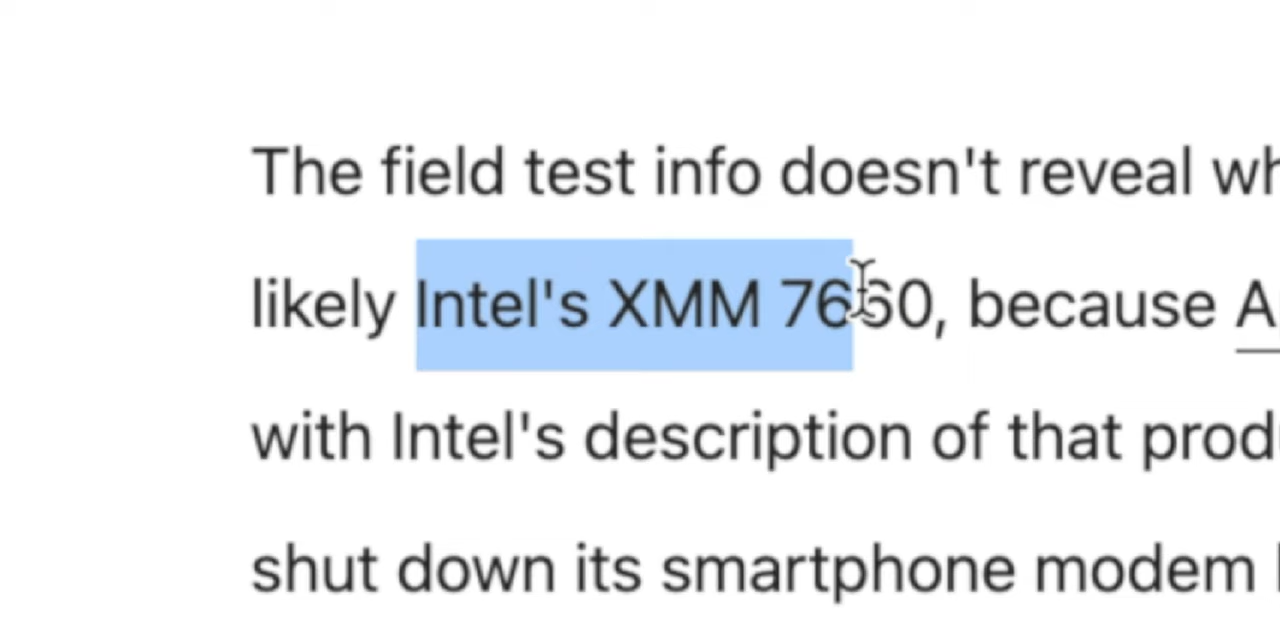 The field test info doesn't reveal wh
likely Intel's XMM 7660, because A
with Intel's description of that prod
shut down its smartphone modem